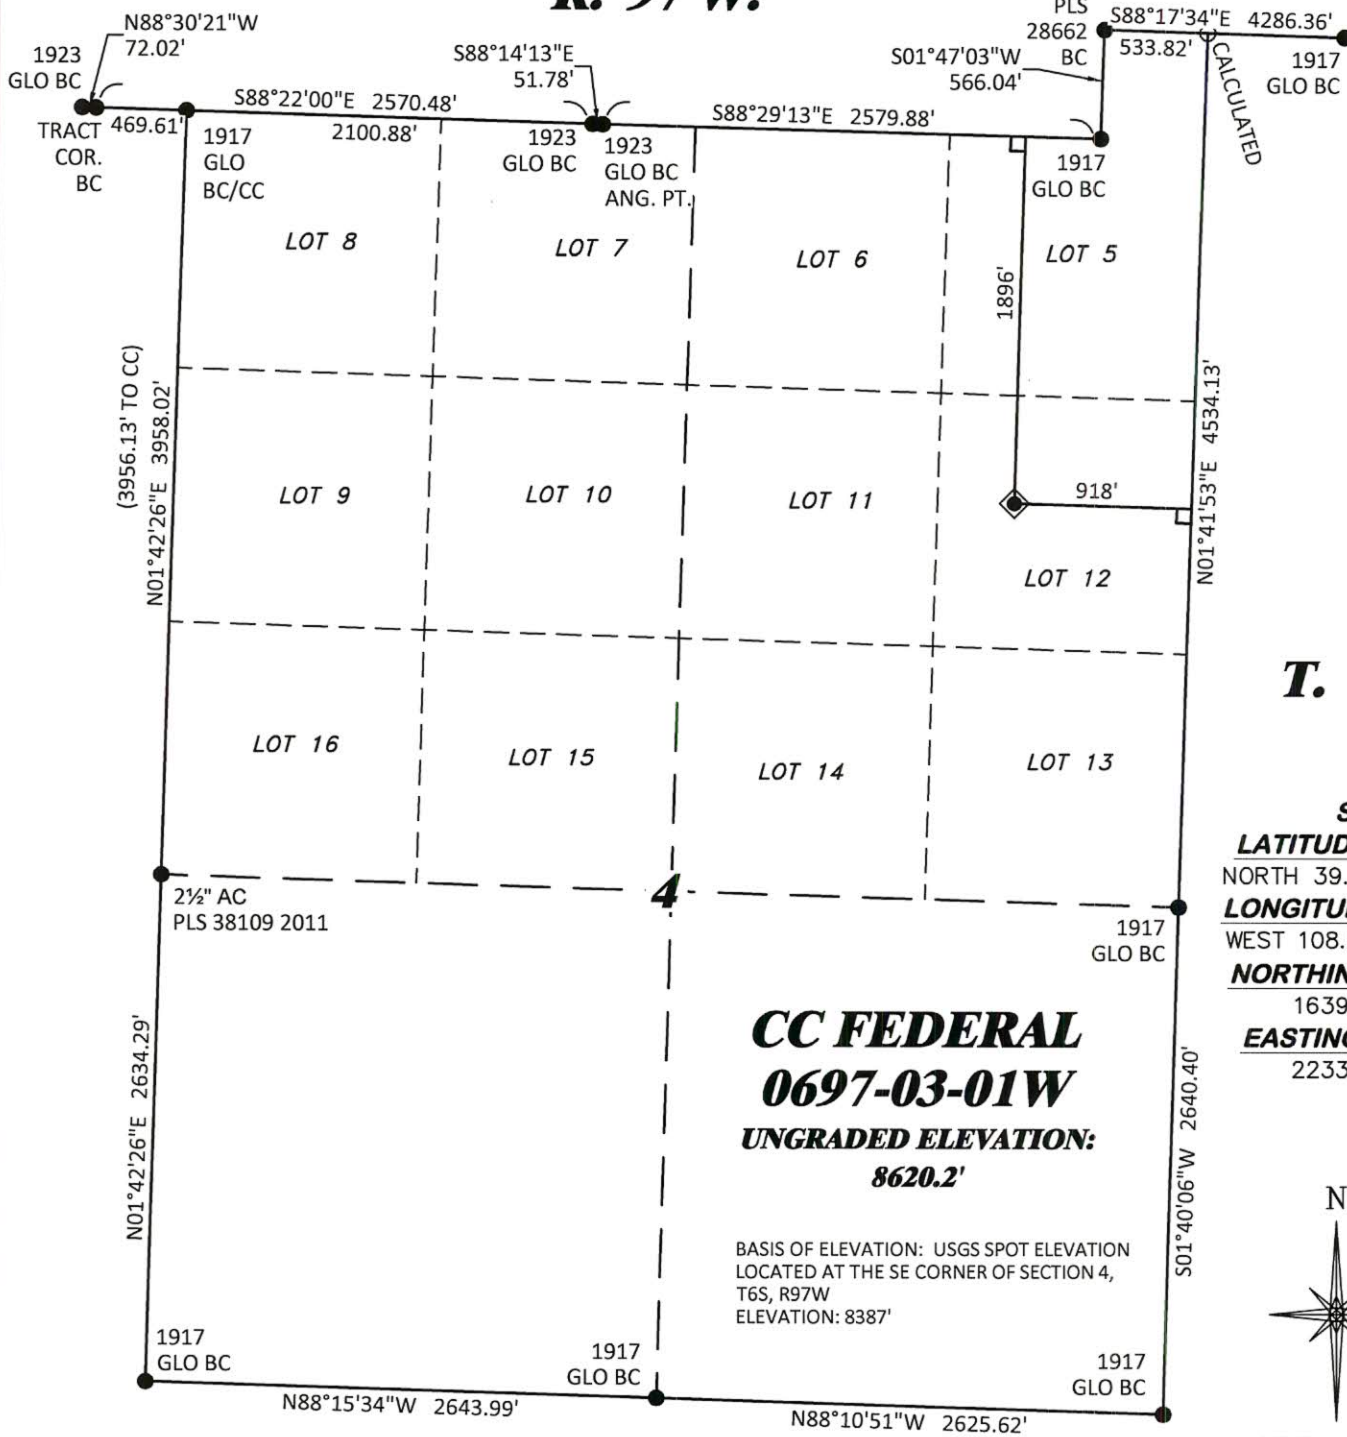 R. 97 W.
N88°30'21"W
72.02'
1923
GLO BC
TRACT
COR.
BC
469.61'
S88°22'00"E 2570.48'
2100.88'
1917
GLO
BC/CC
S88°14'13"E
51.78'
1923
GLO BC
1923
GLO BC
ANG. PT.
S88°29'13"E 2579.88'
S01°47'03"W
566.04'
PLS
28662
BC
S88°17'34"E 4286.36'
533.82'
CALCULATED
1917
GLO BC
1917
GLO BC
LOT 8
LOT 7
LOT 6
LOT 5
1896'
(3956.13' TO CC)
N01°42'26"E 3958.02'
N01°41'53"E 4534.13'
LOT 9
LOT 10
LOT 11
918'
LOT 12
LOT 16
LOT 15
LOT 14
LOT 13
T.
2½" AC
PLS 38109 2011
4
1917
GLO BC
S
LATITUD
NORTH 39.
LONGITU
WEST 108.
NORTHIN
1639
EASTING
2233
CC FEDERAL
0697-03-01W
UNGRADED ELEVATION:
8620.2'
BASIS OF ELEVATION: USGS SPOT ELEVATION
LOCATED AT THE SE CORNER OF SECTION 4,
T6S, R97W
ELEVATION: 8387'
N01°42'26"E 2634.29'
S01°40'06"W 2640.40'
N
1917
GLO BC
1917
GLO BC
1917
GLO BC
N88°15'34"W 2643.99'
N88°10'51"W 2625.62'